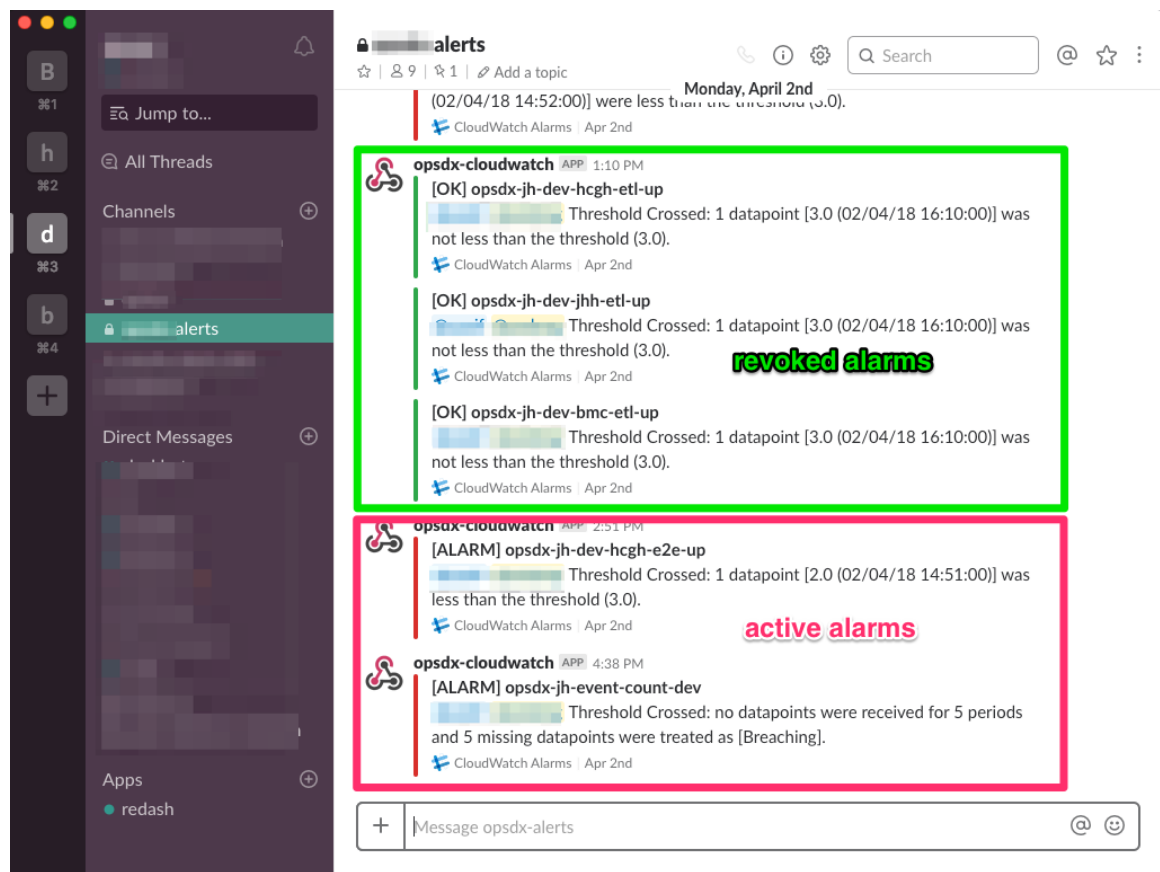 B
⌘1
h
⌘2
d
⌘3
b
⌘4
+
Jump to...
All Threads
Channels
alerts
Direct Messages
Apps
redash
alerts
9
1
Add a topic
Search
Monday, April 2nd
(02/04/18 14:52:00)] were less than the threshold (3.0).
CloudWatch Alarms | Apr 2nd
opsdx-cloudwatch APP 1:10 PM
[OK] opsdx-jh-dev-hcgh-etl-up
Threshold Crossed: 1 datapoint [3.0 (02/04/18 16:10:00)] was
not less than the threshold (3.0).
CloudWatch Alarms | Apr 2nd
[OK] opsdx-jh-dev-jhh-etl-up
Threshold Crossed: 1 datapoint [3.0 (02/04/18 16:10:00)] was
not less than the threshold (3.0).
revoked alarms
CloudWatch Alarms | Apr 2nd
[OK] opsdx-jh-dev-bmc-etl-up
Threshold Crossed: 1 datapoint [3.0 (02/04/18 16:10:00)] was
not less than the threshold (3.0).
CloudWatch Alarms | Apr 2nd
opsdx-cloudwatch APP 2:51 PM
[ALARM] opsdx-jh-dev-hcgh-e2e-up
Threshold Crossed: 1 datapoint [2.0 (02/04/18 14:51:00)] was
less than the threshold (3.0).
CloudWatch Alarms | Apr 2nd
active alarms
opsdx-cloudwatch APP 4:38 PM
[ALARM] opsdx-jh-event-count-dev
Threshold Crossed: no datapoints were received for 5 periods
and 5 missing datapoints were treated as [Breaching].
CloudWatch Alarms | Apr 2nd
Message opsdx-alerts